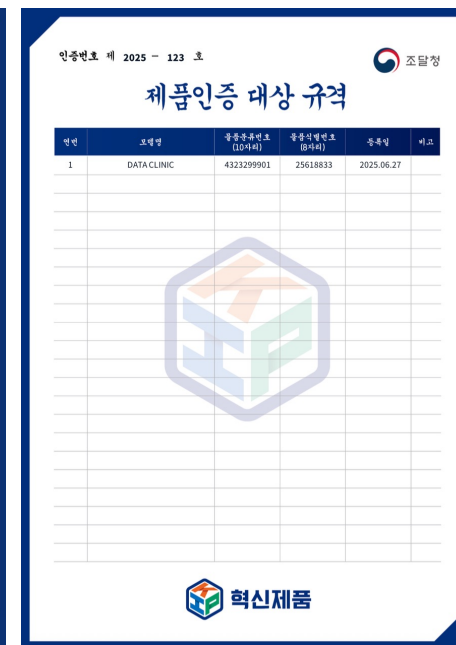 인증번호 제 2025 - 123 호
조달청
제품인증 대상 규격
연번 모델명 물품분류번호 (10자리) 물품식별번호 (8자리) 등록일 비고
1 DATA CLINIC 4323299901 25618833 2025.06.27
KIP
KIP 혁신제품